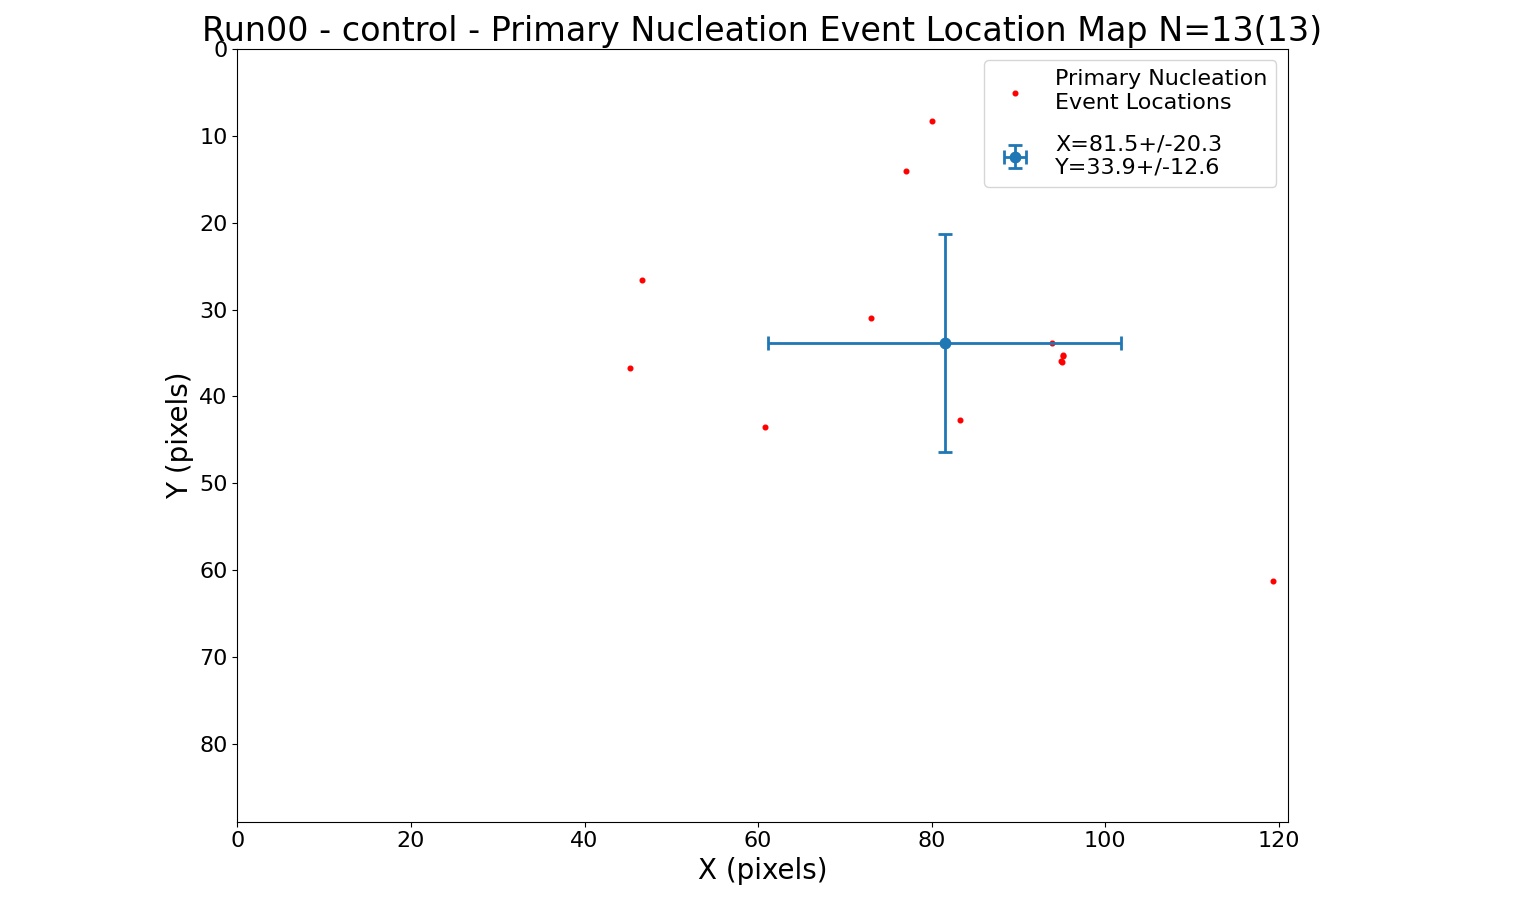 Run00 - control - Primary Nucleation Event Location Map N=13(13)
Primary Nucleation
Event Locations
X=81.5+/-20.3
Y=33.9+/-12.6
0
10
20
30
40
50
60
70
80
Y (pixels)
0 20 40 60 80 100 120
X (pixels)